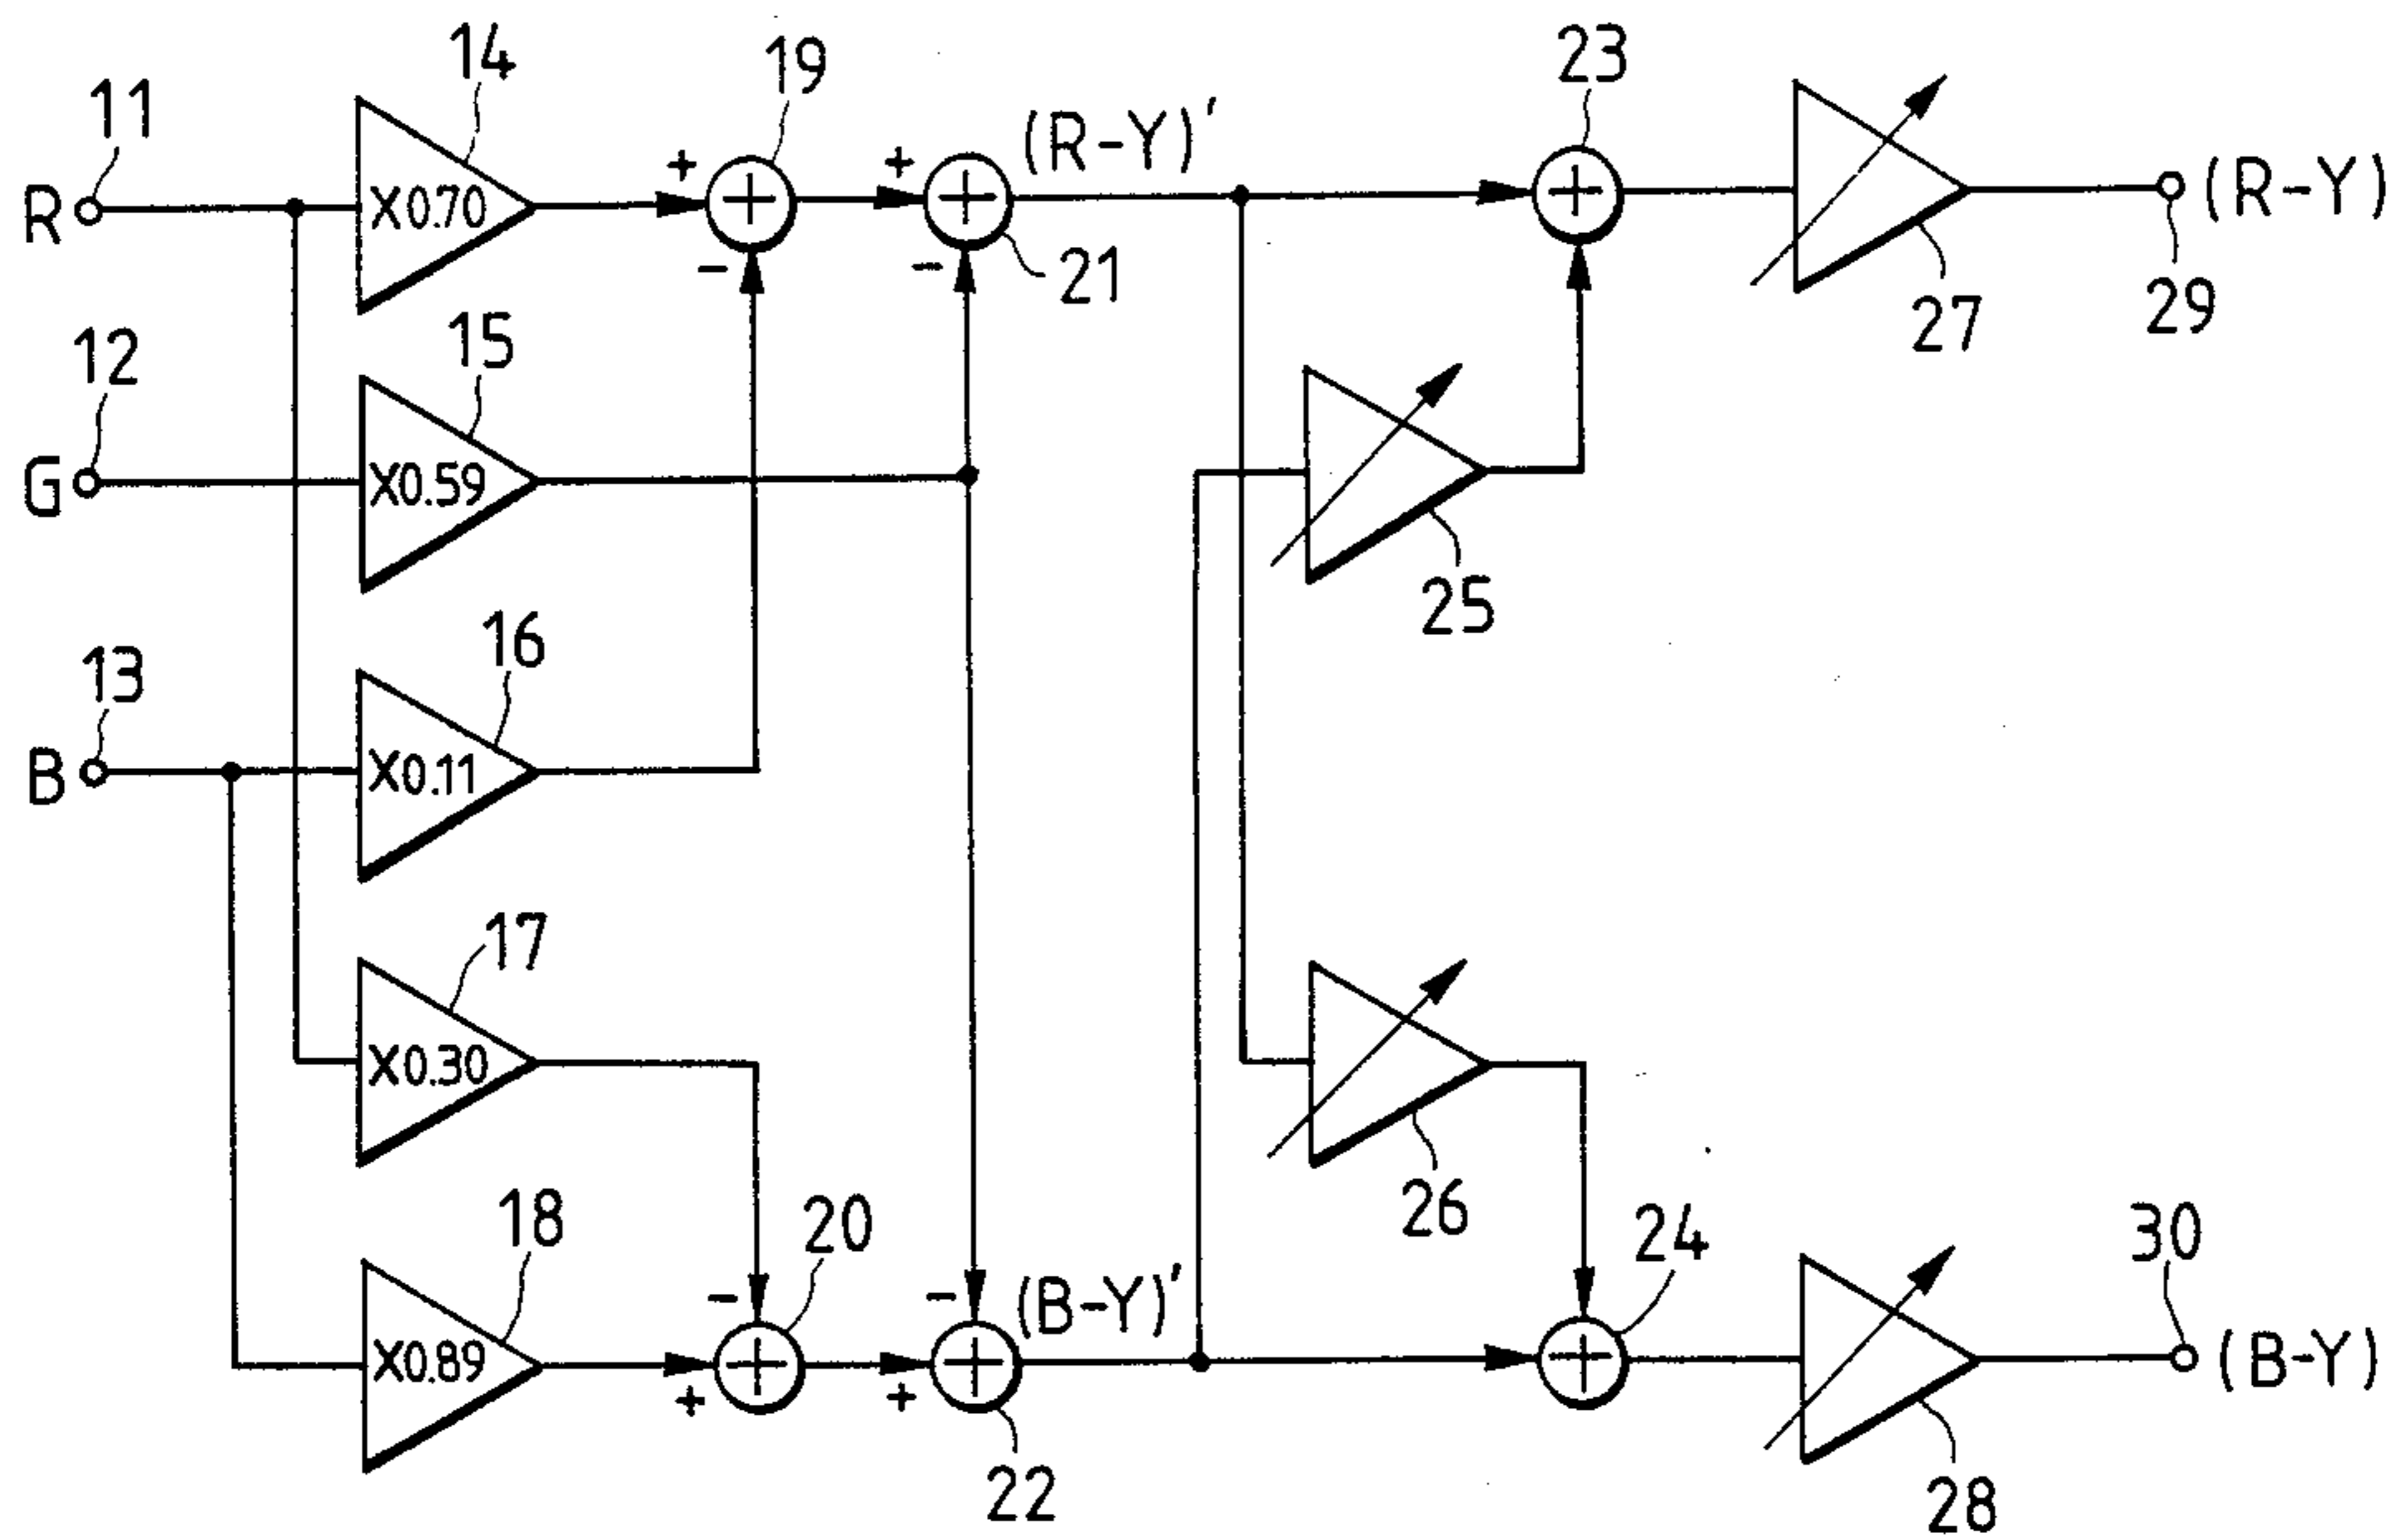 14
19
23
11
(R-Y)'
+
+
R
X0.70
(R-Y)
-
-
21
29
27
15
12
G
X0.59
25
16
13
B
X0.11
17
X0.30
18
20
26
24
30
-
-
(B-Y)'
X0.89
(B-Y)
+
+
22
28